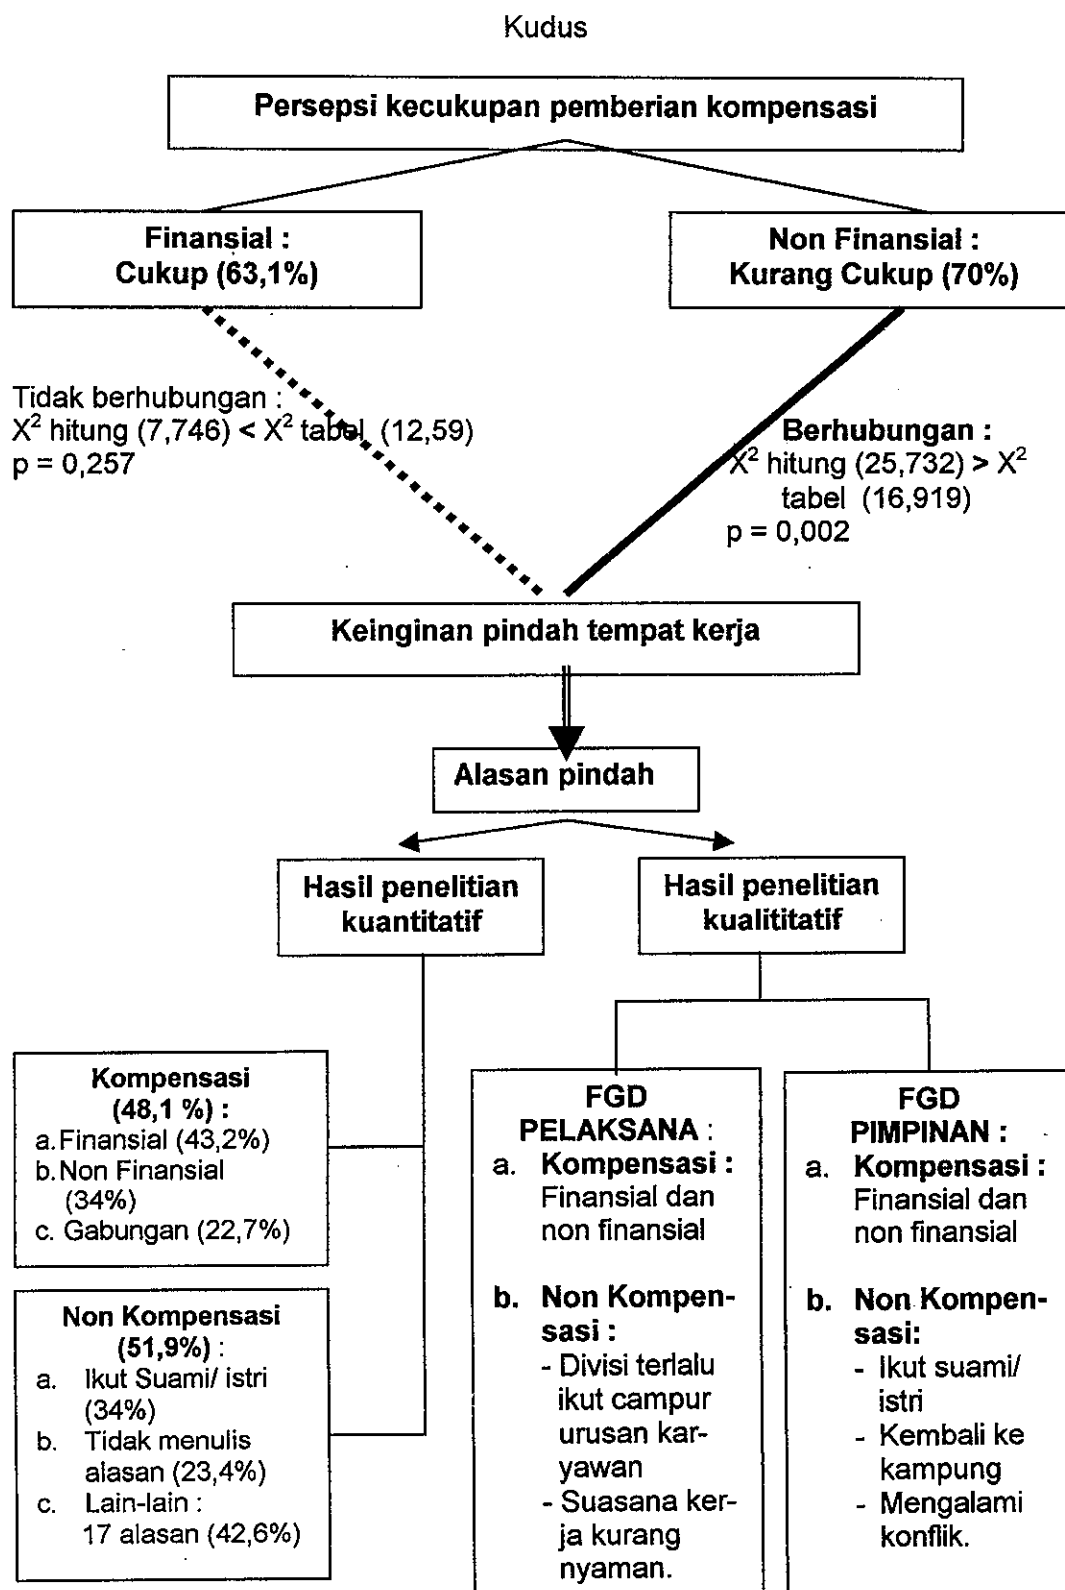 Kudus
Persepsi kecukupan pemberian kompensasi
Finansial :
Cukup (63,1%)
Non Finansial :
Kurang Cukup (70%)
Tidak berhubungan :
X² hitung (7,746) < X² tabel (12,59)
p = 0,257
Berhubungan :
X² hitung (25,732) > X²
tabel (16,919)
p = 0,002
Keinginan pindah tempat kerja
Alasan pindah
Hasil penelitian
kuantitatif
Hasil penelitian
kualititatif
Kompensasi
(48,1 %) :
a. Finansial (43,2%)
b. Non Finansial
(34%)
c. Gabungan (22,7%)
Non Kompensasi
(51,9%) :
a. Ikut Suami/ istri
(34%)
b. Tidak menulis
alasan (23,4%)
c. Lain-lain :
17 alasan (42,6%)
FGD
PELAKSANA :
a. Kompensasi :
Finansial dan
non finansial
b. Non Kompen-
sasi :
- Divisi terlalu
ikut campur
urusan kar-
yawan
- Suasana ker-
ja kurang
nyaman.
FGD
PIMPINAN :
a. Kompensasi :
Finansial dan
non finansial
b. Non Kompen-
sasi:
- Ikut suami/
istri
- Kembali ke
kampung
- Mengalami
konflik.